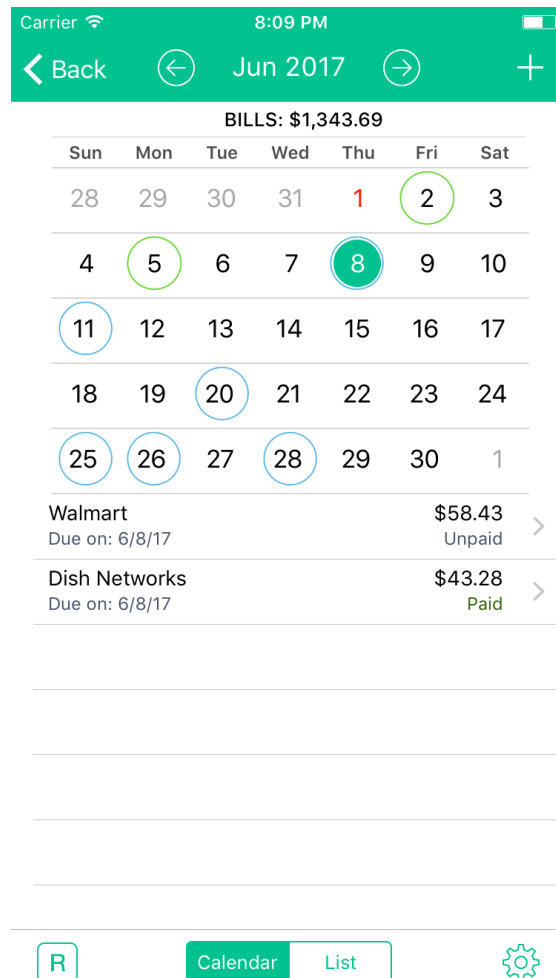 Carrier 8:09 PM
Back Jun 2017
BILLS: $1,343.69
Sun Mon Tue Wed Thu Fri Sat
28 29 30 31 1 2 3
4 5 6 7 8 9 10
11 12 13 14 15 16 17
18 19 20 21 22 23 24
25 26 27 28 29 30 1
Walmart $58.43
Due on: 6/8/17 Unpaid
Dish Networks $43.28
Due on: 6/8/17 Paid
R Calendar List